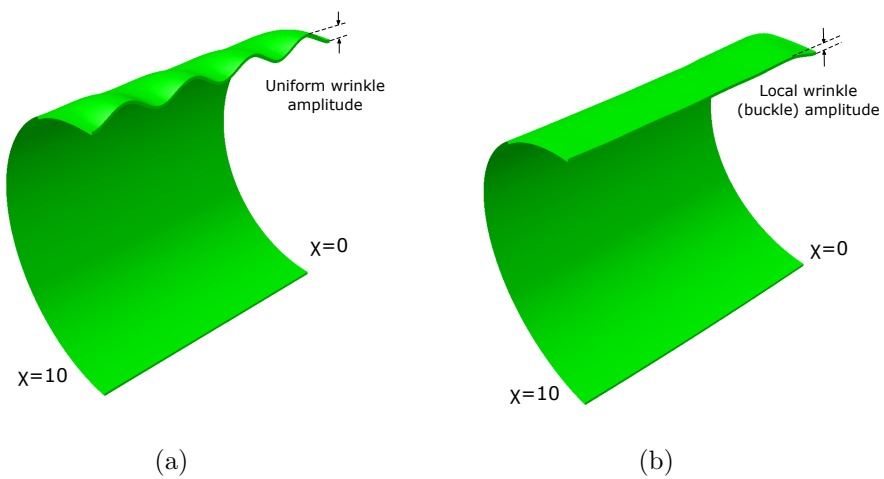 Uniform wrinkle
amplitude
χ=0
χ=10
(a)
Local wrinkle
(buckle) amplitude
χ=0
χ=10
(b)